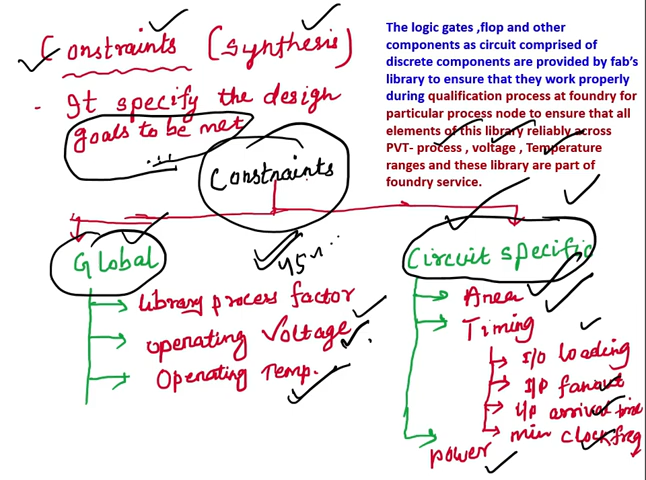 Constraints (Synthesis)
- It specify the design
goals to be met
The logic gates ,flop and other
components as circuit comprised of
discrete components are provided by fab's
library to ensure that they work properly
during qualification process at foundry for
particular process node to ensure that all
elements of this library reliably across
PVT- process , voltage , Temperature
ranges and these library are part of
foundry service.
Constraints
Global
45n
Library process factor
operating Voltage
Operating Temp.
Circuit specific
Area
Timing
I/O loading
I/P fanout
I/P arrival time
min clock freq
power